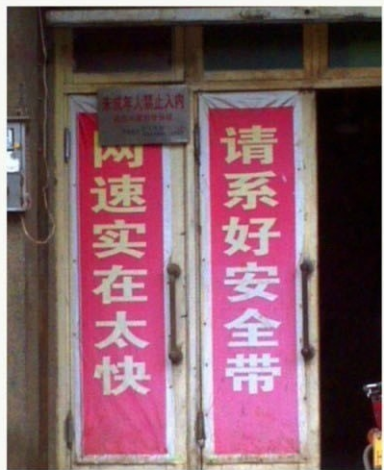 未成年人禁止入内
网速实在太快
请系好安全带